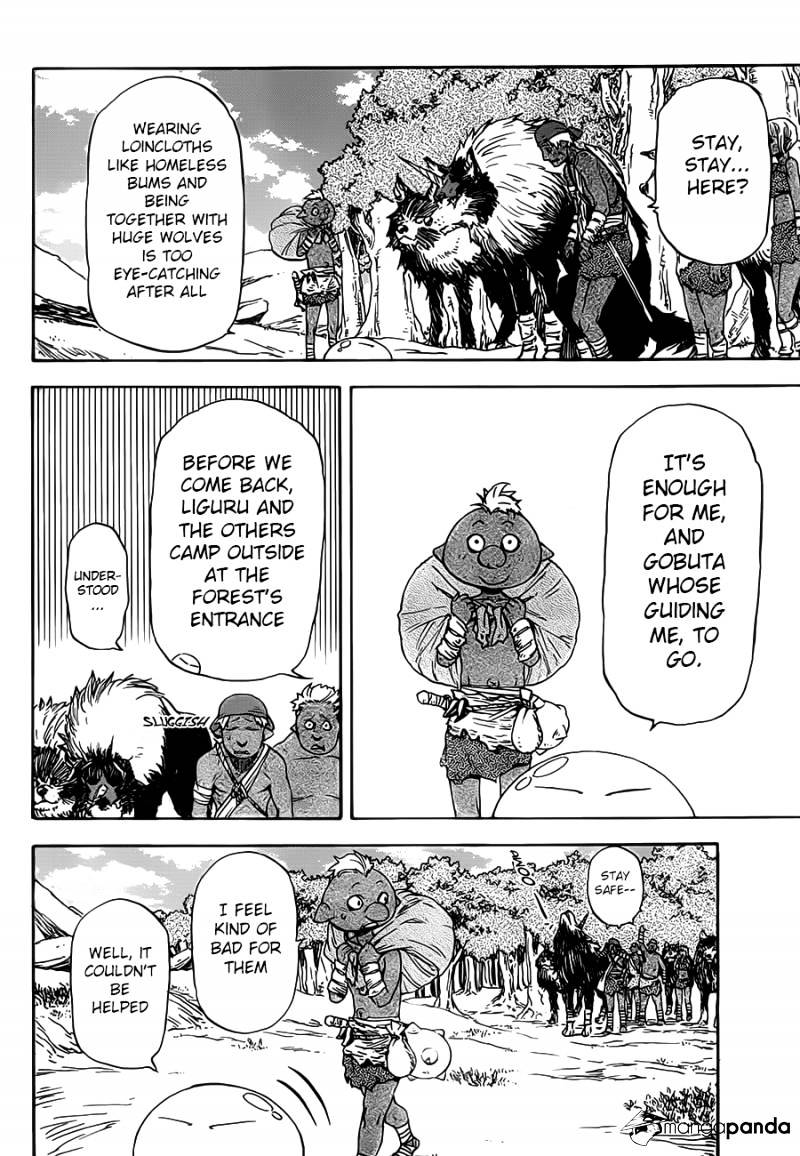 STAY,
STAY...
HERE?
WEARING
LOINCLOTHS
LIKE HOMELESS
BUMS AND
BEING
TOGETHER WITH
HUGE WOLVES
IS TOO
EYE-CATCHING
AFTER ALL
IT'S
ENOUGH
FOR ME,
AND
GOBUTA
WHOSE
GUIDING
ME, TO
GO.
BEFORE WE
COME BACK,
LIGURU AND
THE OTHERS
CAMP OUTSIDE
AT THE
FOREST'S
ENTRANCE
UNDER-
STOOD
...
SLUGGISH
STAY
SAFE--
OONO
I FEEL
KIND OF
BAD FOR
THEM
WELL, IT
COULDN'T
BE
HELPED
mangapanda